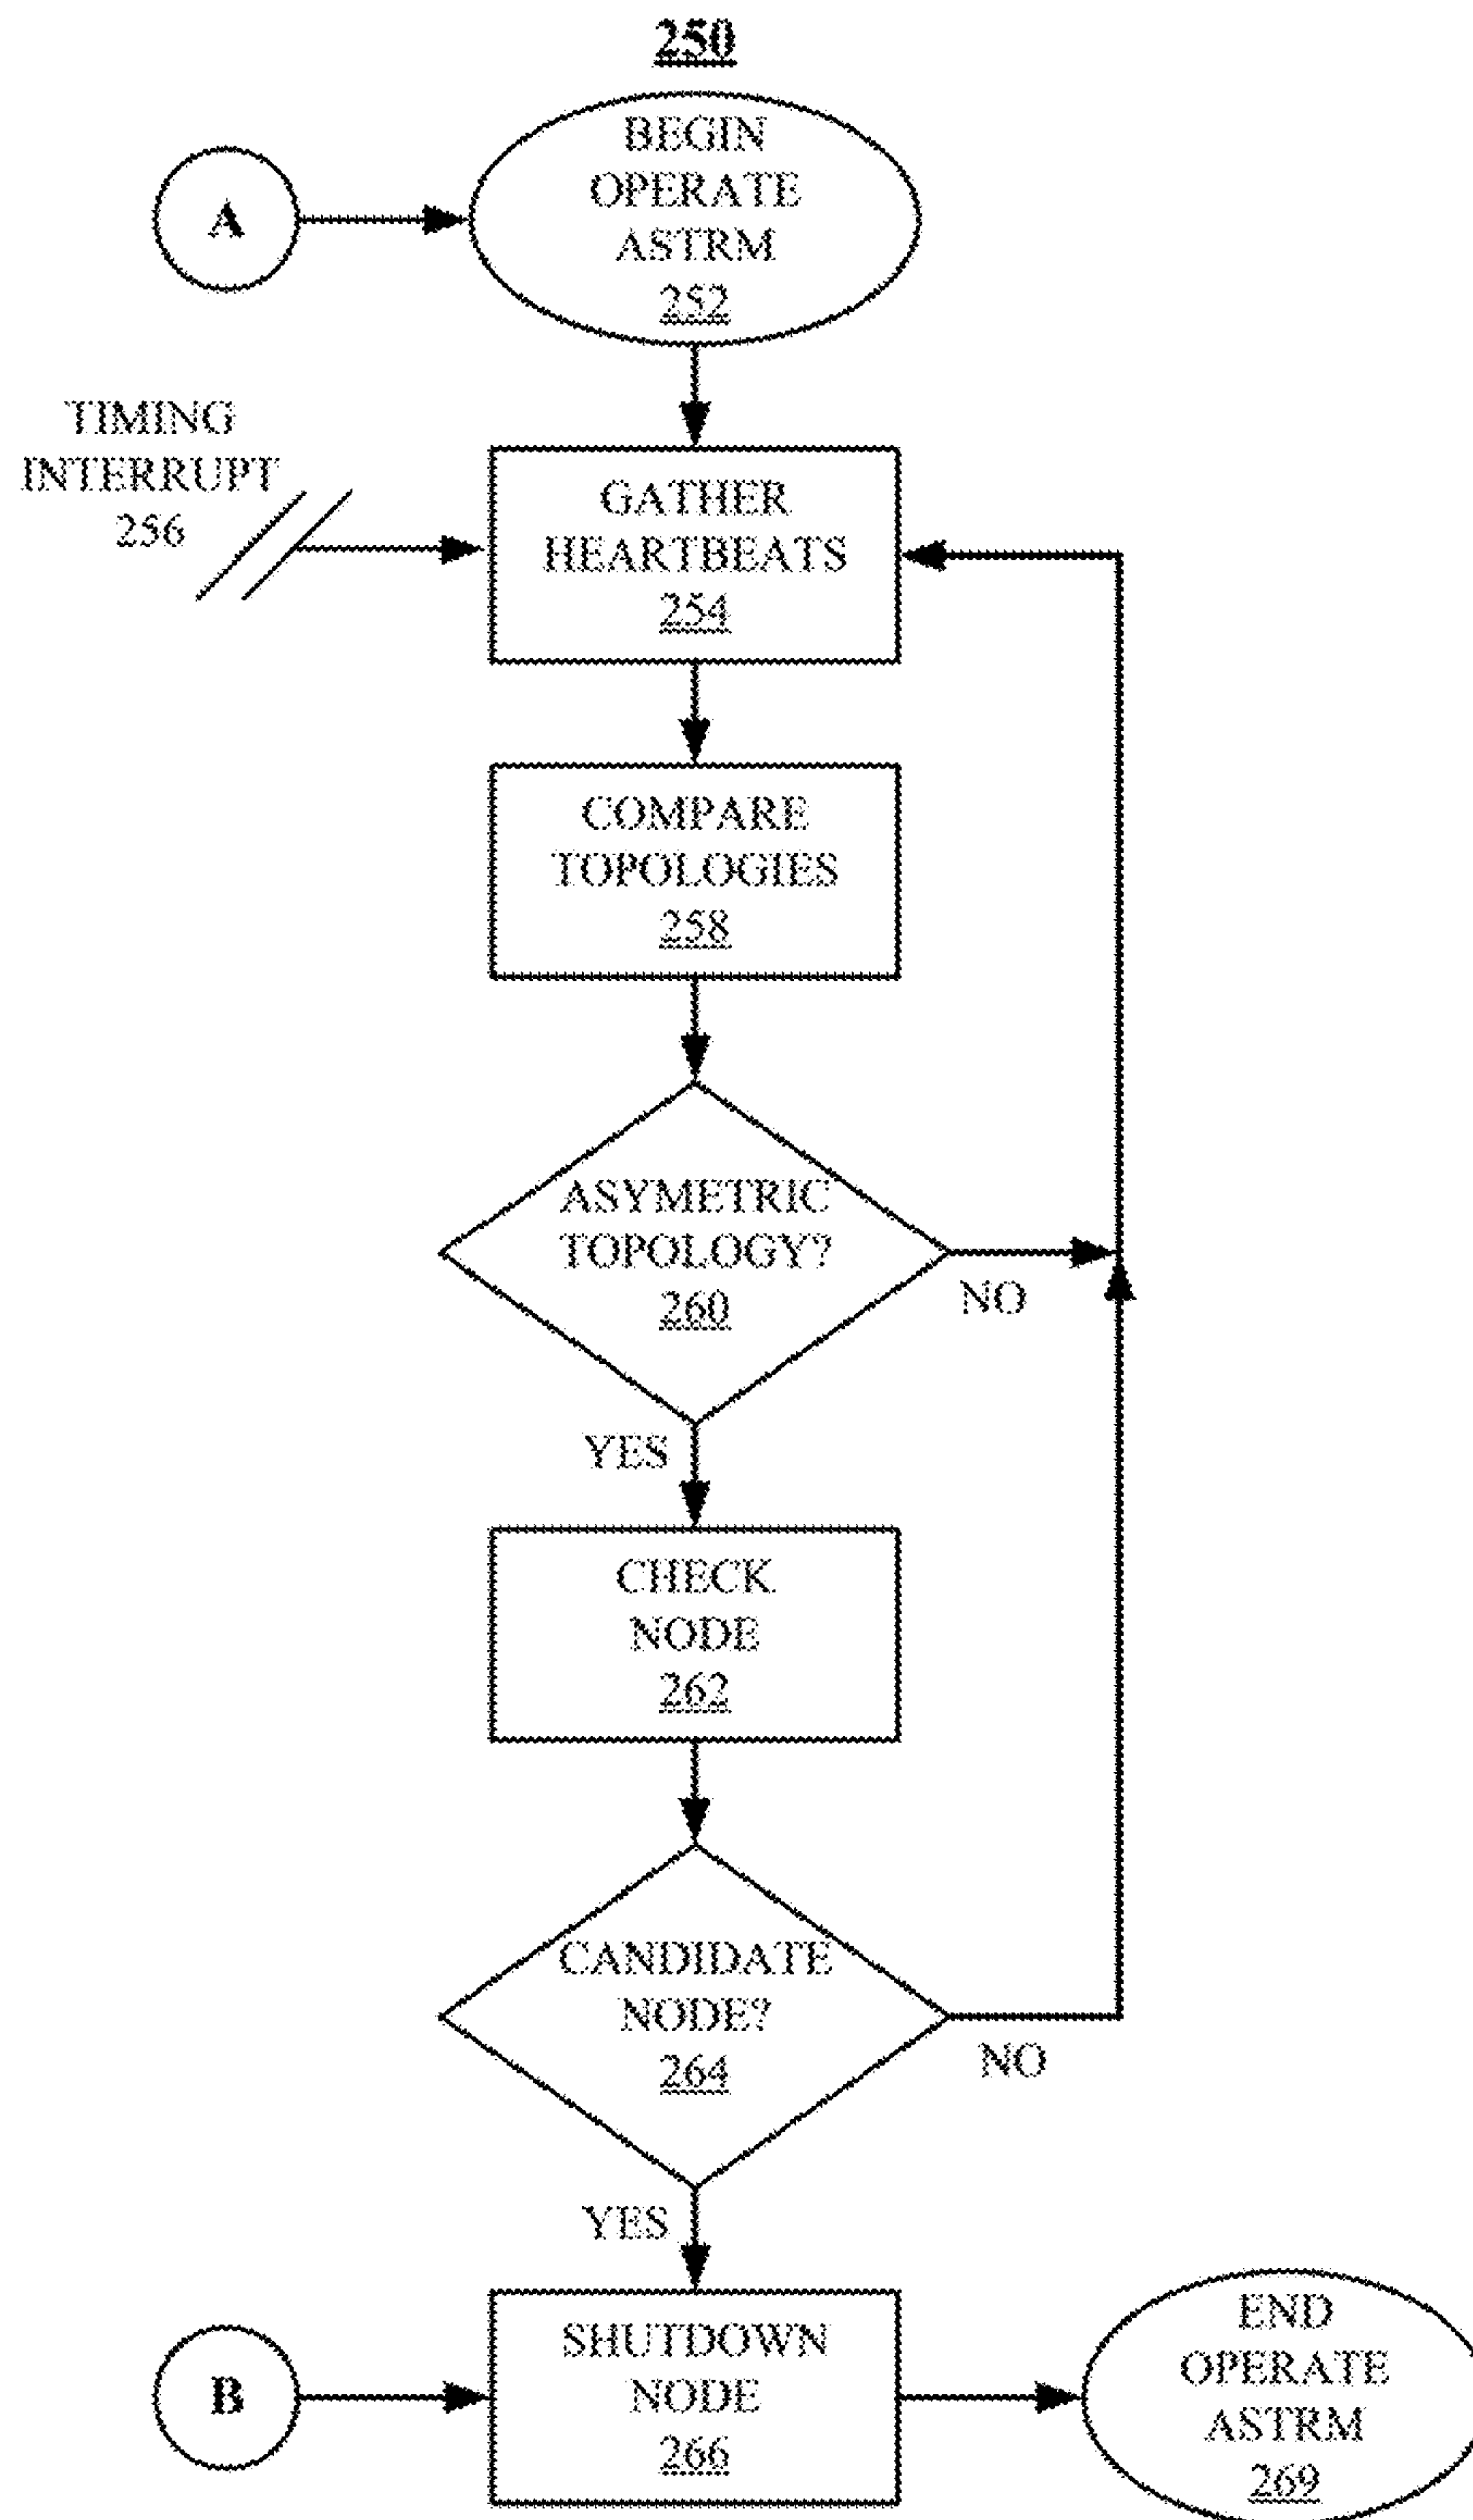 250
A
BEGIN
OPERATE
ASTRM
252
TIMING
INTERRUPT
256
GATHER
HEARTBEATS
254
COMPARE
TOPOLOGIES
258
ASYMETRIC
TOPOLOGY?
260
NO
YES
CHECK
NODE
262
CANDIDATE
NODE?
264
NO
YES
B
SHUTDOWN
NODE
266
END
OPERATE
ASTRM
269